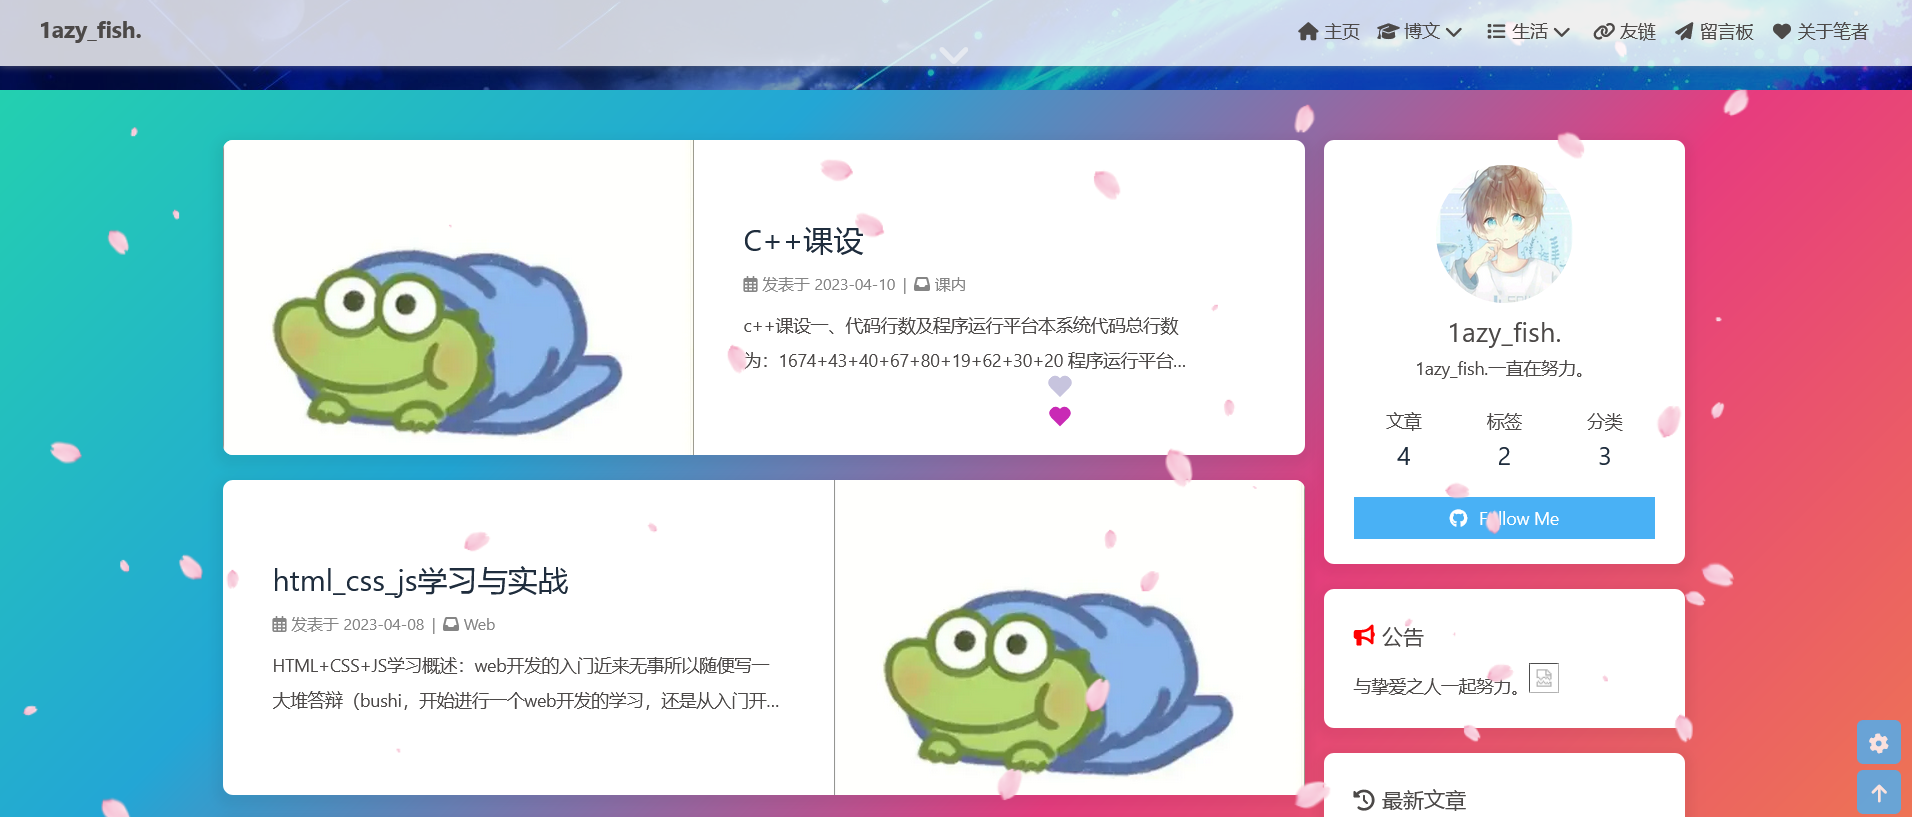 1azy_fish.
主页 博文 生活 友链 留言板 关于笔者
C++课设
发表于 2023-04-10 | 课内
c++课设一、代码行数及程序运行平台本系统代码总行数
为：1674+43+40+67+80+19+62+30+20 程序运行平台...
html_css_js学习与实战
发表于 2023-04-08 | Web
HTML+CSS+JS学习概述：web开发的入门近来无事所以随便写一
大堆答辩（bushi，开始进行一个web开发的学习，还是从入门开...
1azy_fish.
1azy_fish.一直在努力。
文章 标签 分类
4 2 3
Follow Me
公告
与挚爱之人一起努力。
最新文章